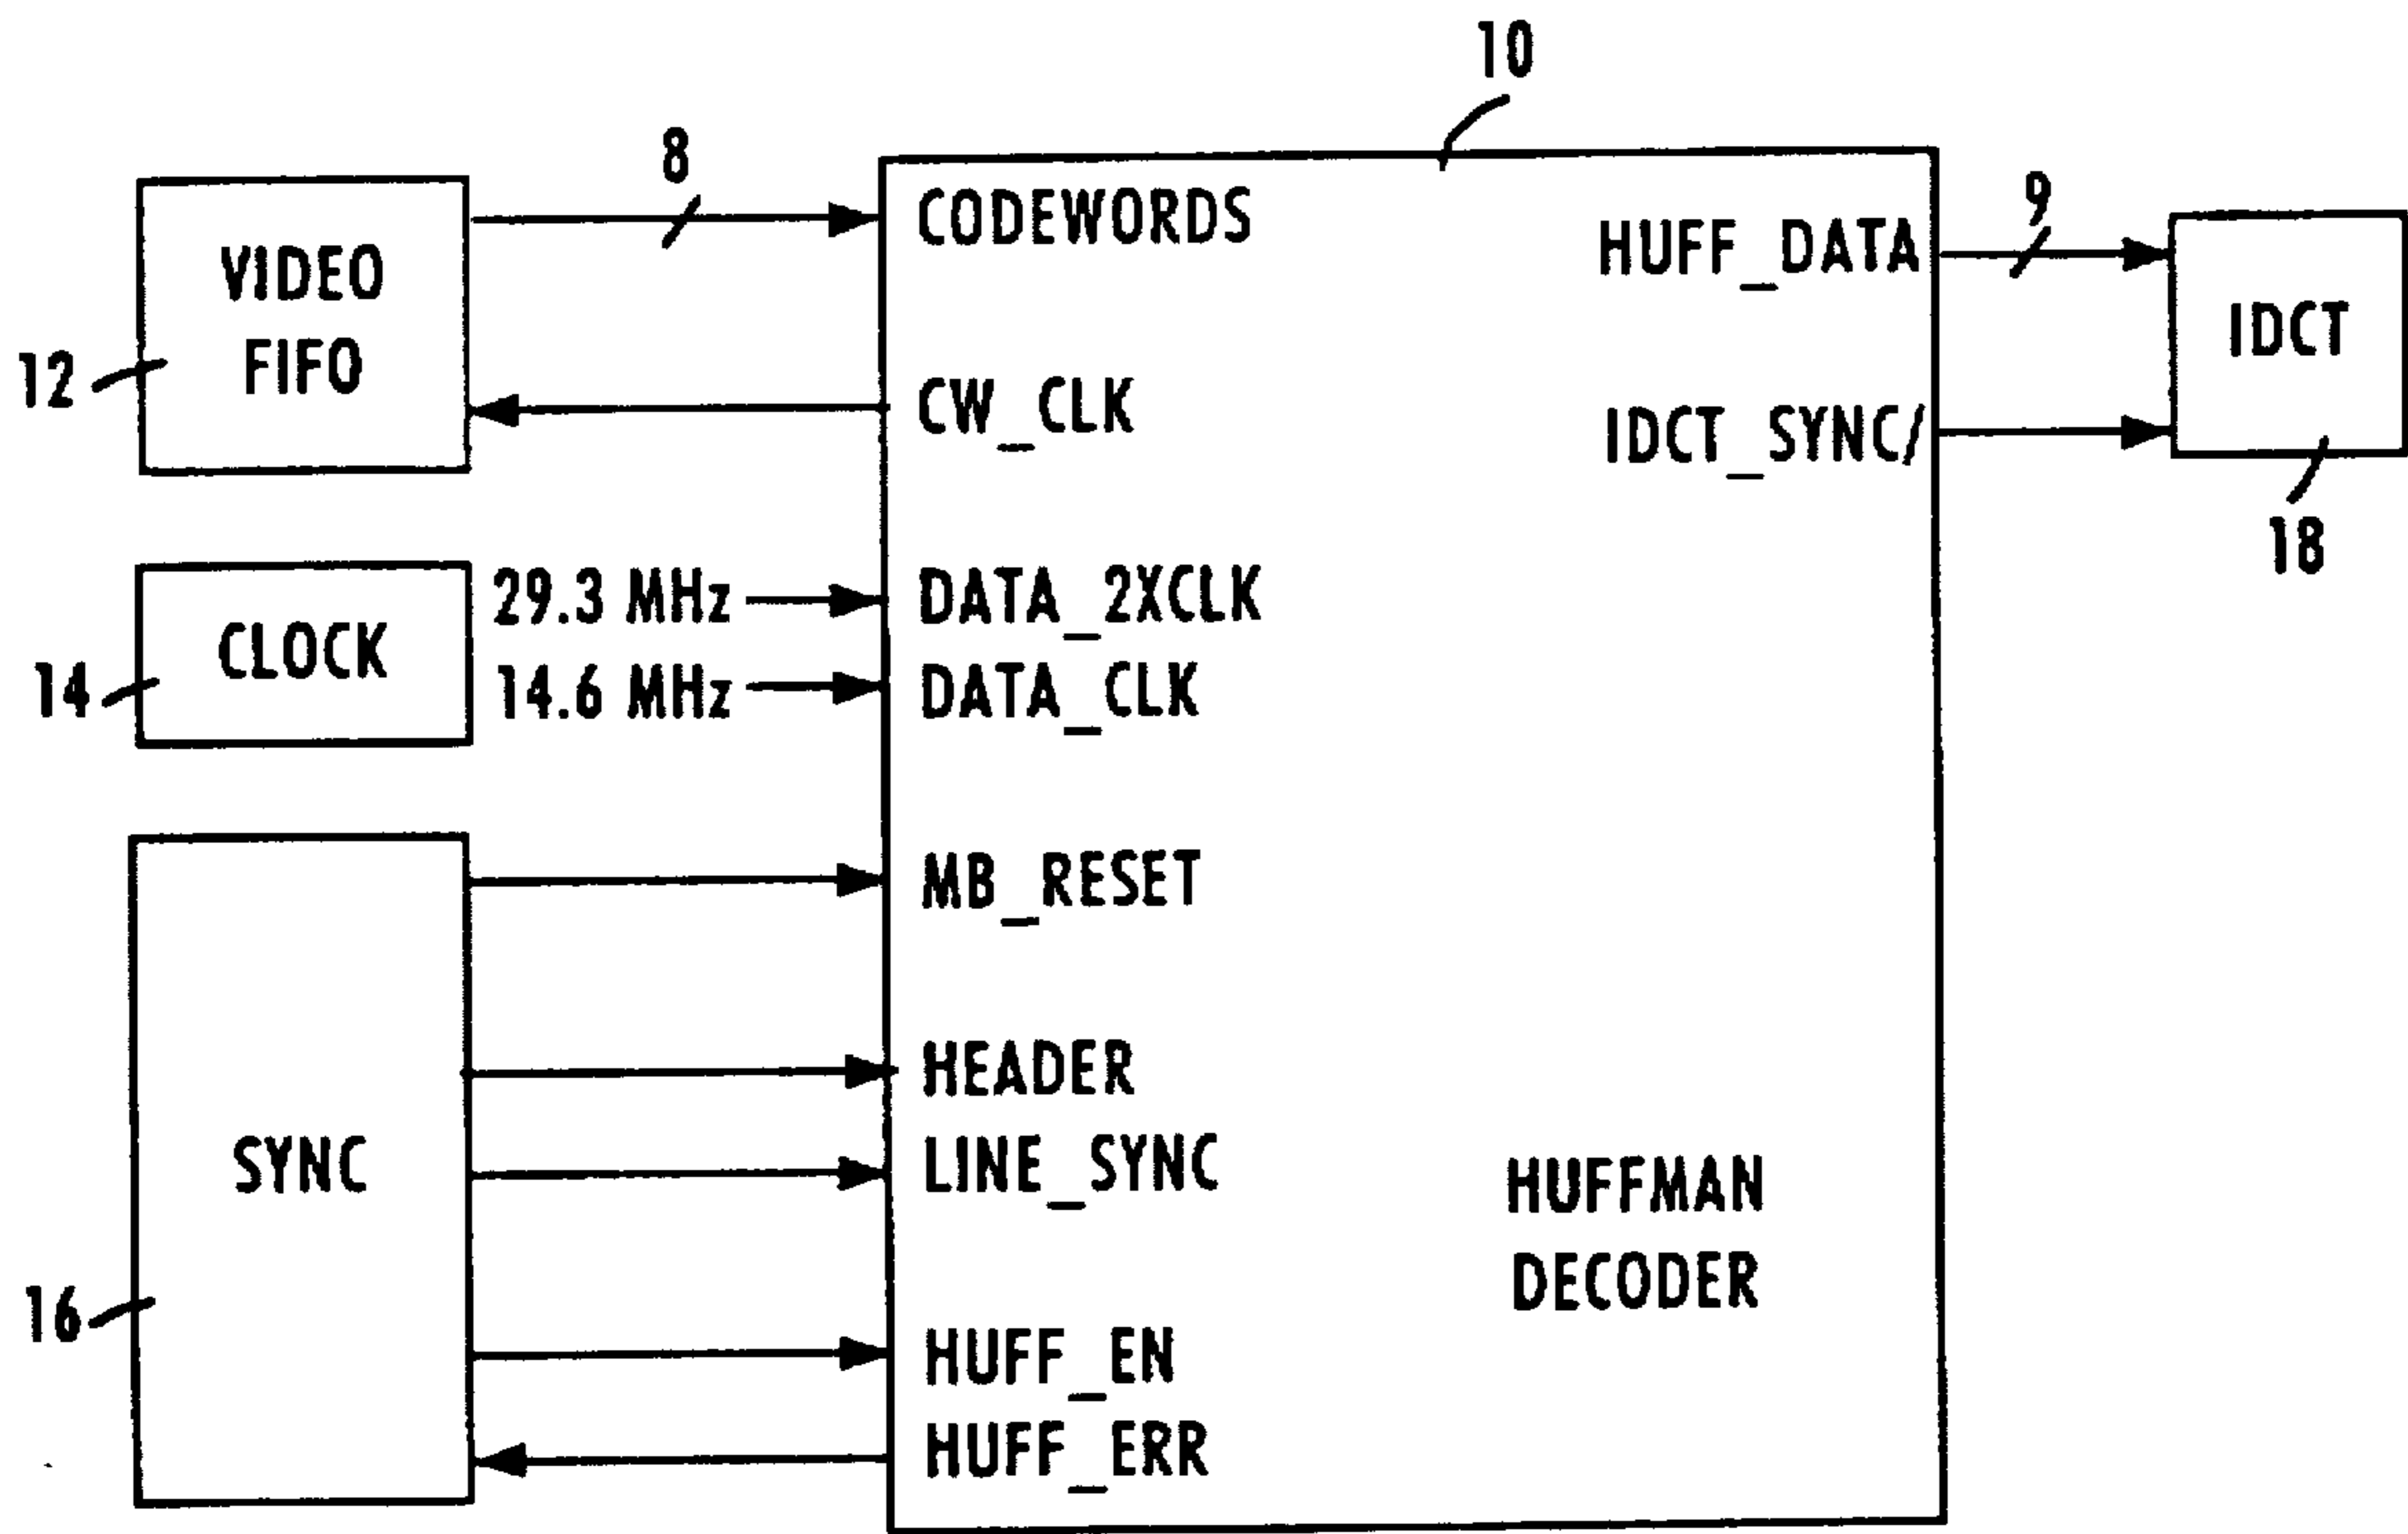 10
8
CODEWORDS
9
HUFF_DATA
VIDEO
FIFO
IDCT
12
CW_CLK
IDCT_SYNC/
18
29.3 MHz
DATA_2XCLK
CLOCK
14
14.6 MHz
DATA_CLK
MB_RESET
HEADER
SYNC
LINE_SYNC
HUFFMAN
DECODER
16
HUFF_EN
HUFF_ERR